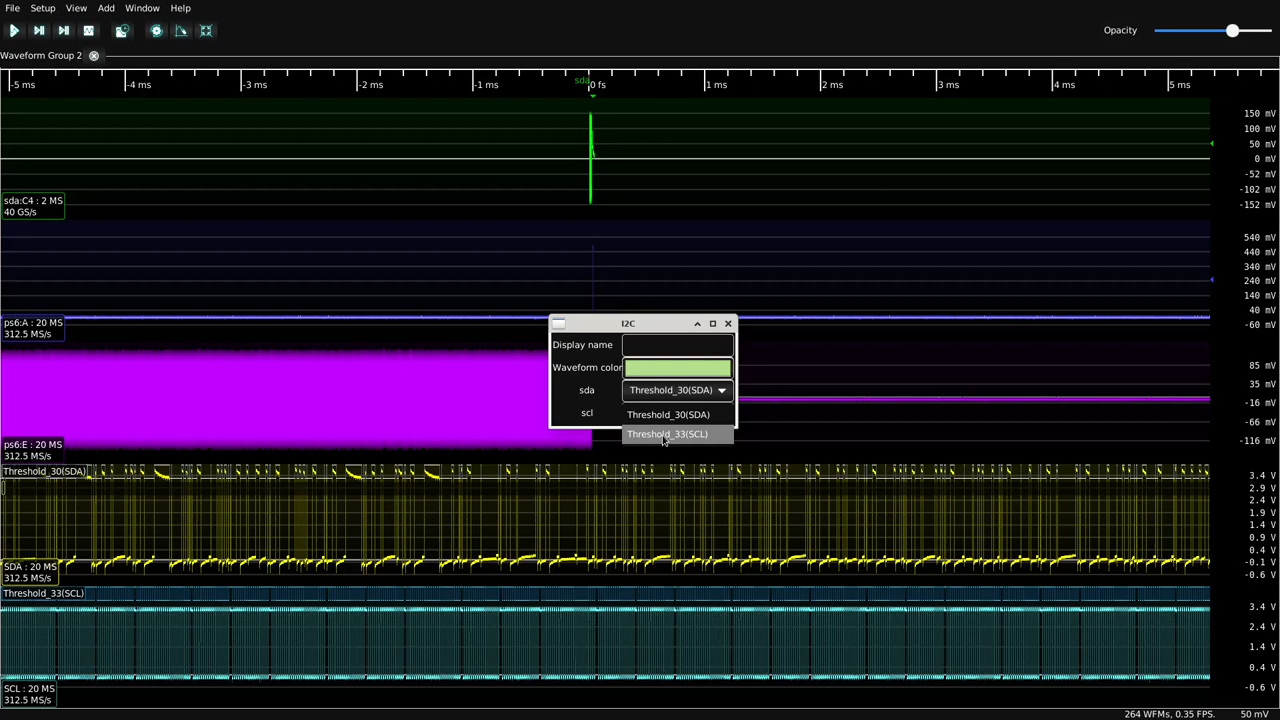 File Setup View Add Window Help
Opacity
Waveform Group 2
sda
-5 ms -4 ms -3 ms -2 ms -1 ms 0 fs 1 ms 2 ms 3 ms 4 ms 5 ms
150 mV
100 mV
50 mV
0 mV
-52 mV
-102 mV
-152 mV
sda:C4 : 2 MS
40 GS/s
540 mV
440 mV
340 mV
240 mV
140 mV
40 mV
-60 mV
ps6:A : 20 MS
312.5 MS/s
I2C
Display name
Waveform color
sda Threshold_30(SDA)
scl Threshold_30(SDA)
Threshold_33(SCL)
85 mV
35 mV
-16 mV
-66 mV
-116 mV
ps6:E : 20 MS
312.5 MS/s
Threshold_30(SDA)
3.4 V
2.9 V
2.4 V
1.9 V
1.4 V
0.9 V
0.4 V
-0.1 V
-0.6 V
SDA : 20 MS
312.5 MS/s
Threshold_33(SCL)
3.4 V
2.4 V
1.4 V
0.4 V
-0.6 V
SCL : 20 MS
312.5 MS/s
264 WFMs, 0.35 FPS. 50 mV